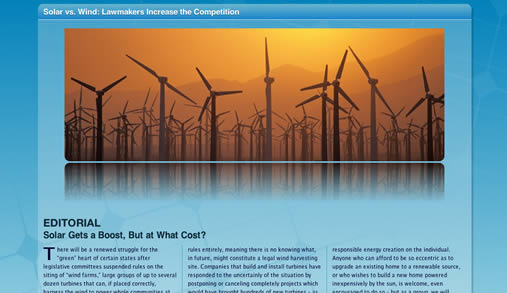 Solar vs. Wind: Lawmakers Increase the Competition
EDITORIAL
Solar Gets a Boost, But at What Cost?
There will be a renewed struggle for the
"green" heart of certain states after
legislative committees suspended rules on the
siting of "wind farms," large groups of up to several
dozen turbines that can, if placed correctly,
harness the wind to power whole communities at
rules entirely, meaning there is no knowing what,
in future, might constitute a legal wind harvesting
site. Companies that build and install turbines have
responded to the uncertainty of the situation by
postponing or canceling completely projects which
would have brought hundreds of new turbines – in
responsible energy creation on the individual.
Anyone who can afford to be so eccentric as to
upgrade an existing home to a renewable source,
or who wishes to build a new home powered
inexpensively by the sun, is welcome, even
encouraged to do so – but as a group, we will